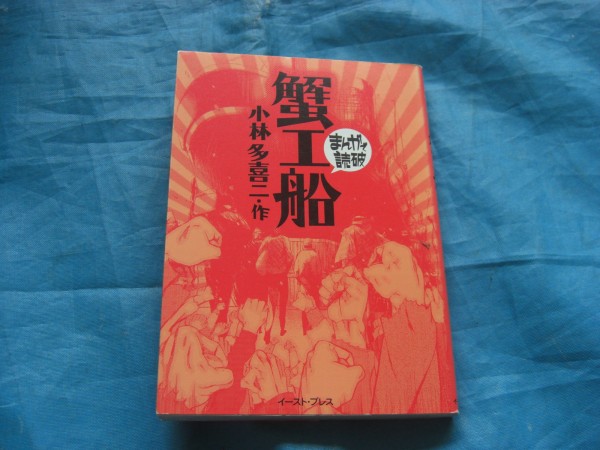 蟹工船
小林多喜二・作
まんがで
読破
イースト・プレス